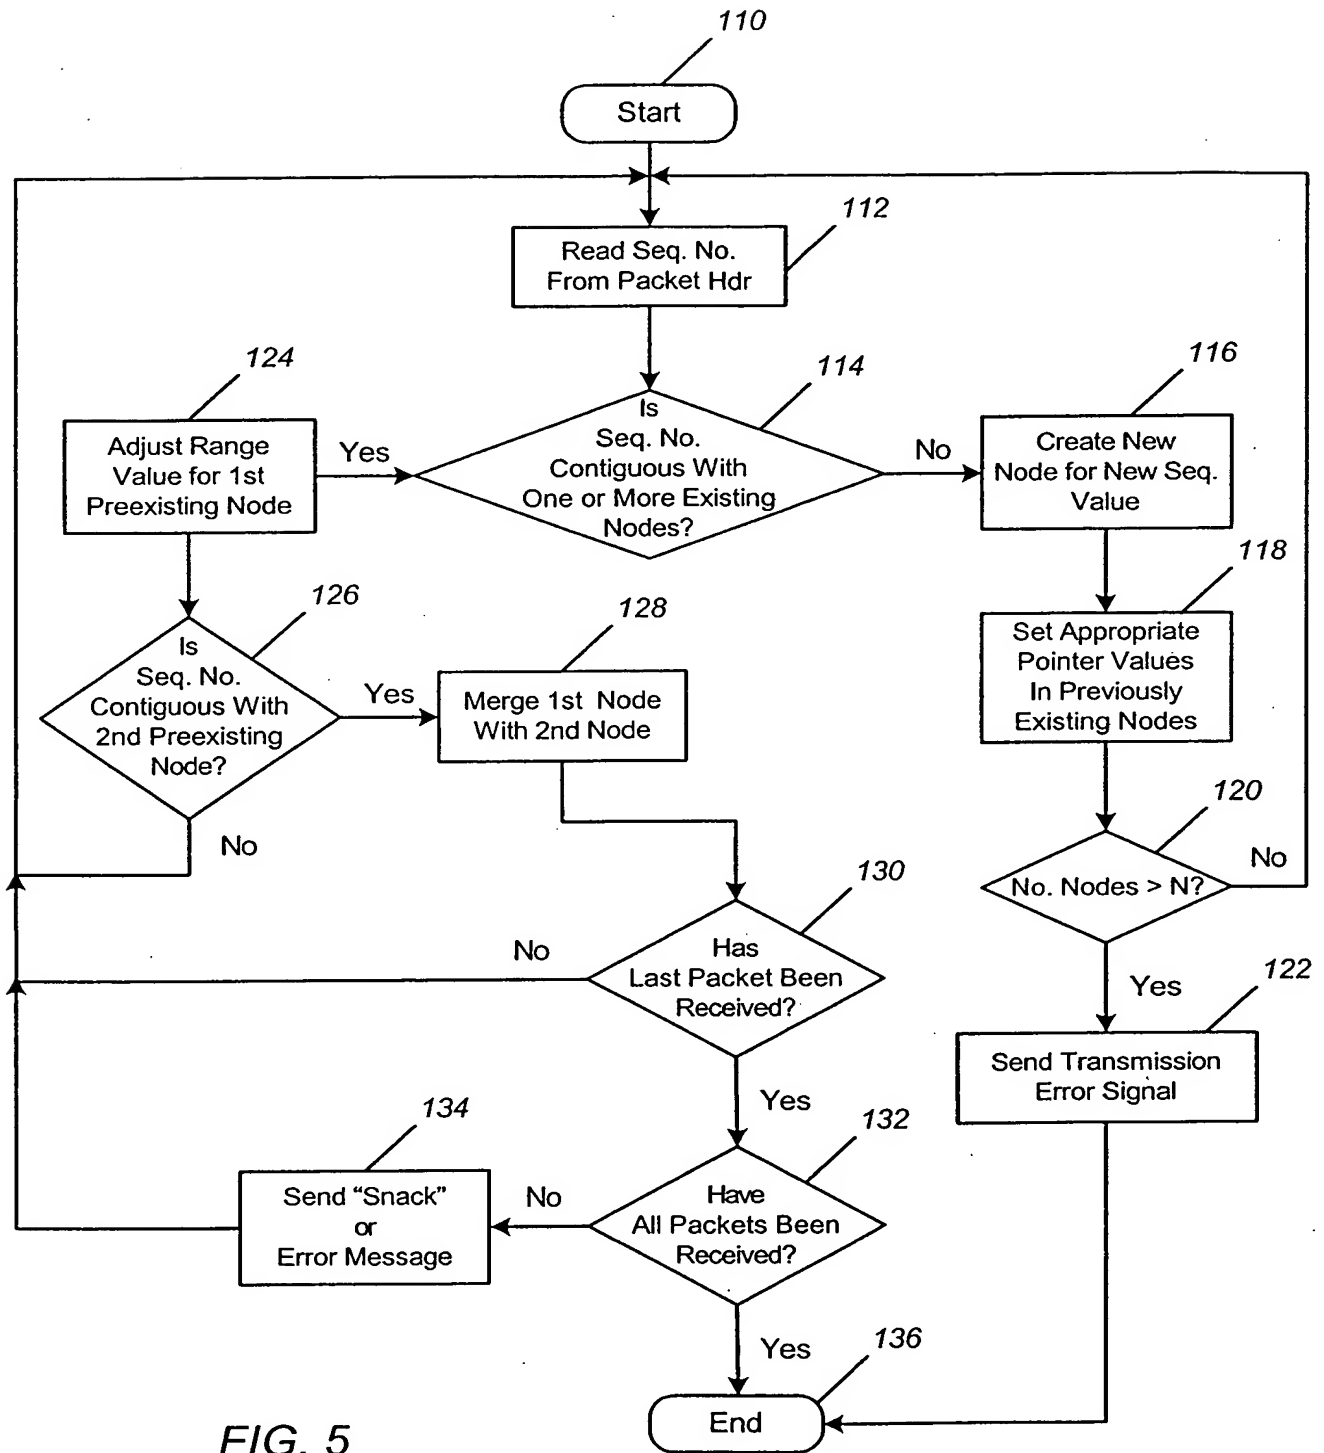 110
Start
112
Read Seq. No.
From Packet Hdr
124
114
116
Adjust Range
Value for 1st
Preexisting Node
Yes
Is
Seq. No.
Contiguous With
One or More Existing
Nodes?
No
Create New
Node for New Seq.
Value
126
128
118
Is
Seq. No.
Contiguous With
2nd Preexisting
Node?
Yes
Merge 1st Node
With 2nd Node
Set Appropriate
Pointer Values
In Previously
Existing Nodes
No
120
No. Nodes > N?
No
130
Has
Last Packet Been
Received?
No
Yes
122
Send Transmission
Error Signal
Yes
134
132
Send “Snack”
or
Error Message
No
Have
All Packets Been
Received?
Yes
136
End
FIG. 5